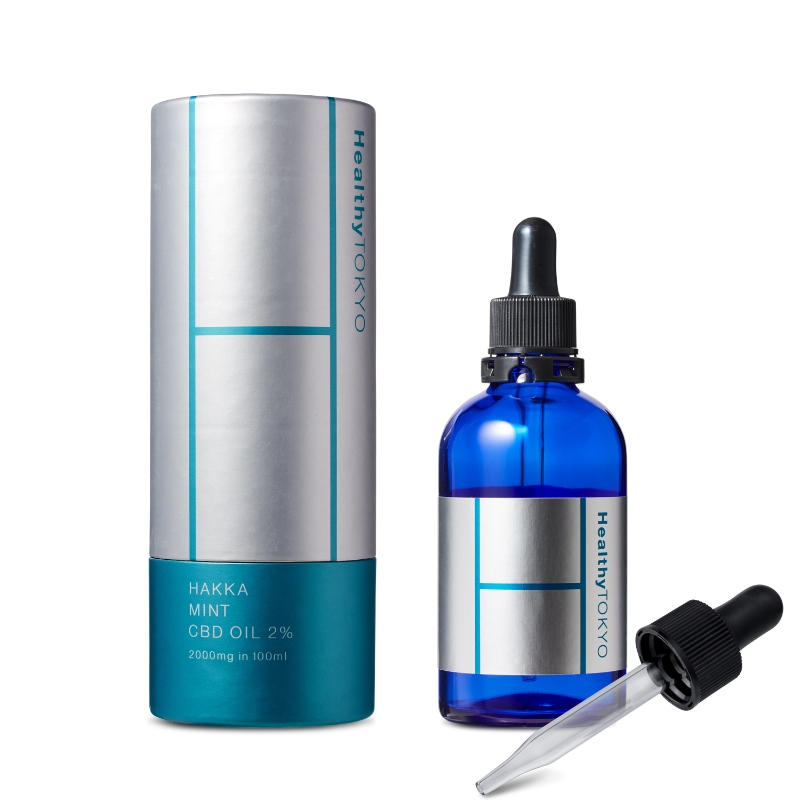 HealthyTOKYO
HAKKA
MINT
CBD OIL 2%
2000mg in 100ml
HealthyTOKYO